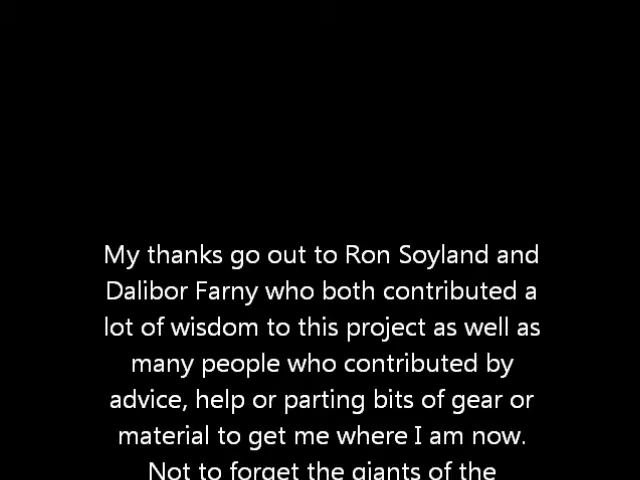 My thanks go out to Ron Soyland and
Dalibor Farny who both contributed a
lot of wisdom to this project as well as
many people who contributed by
advice, help or parting bits of gear or
material to get me where I am now.
Not to forget the giants of the